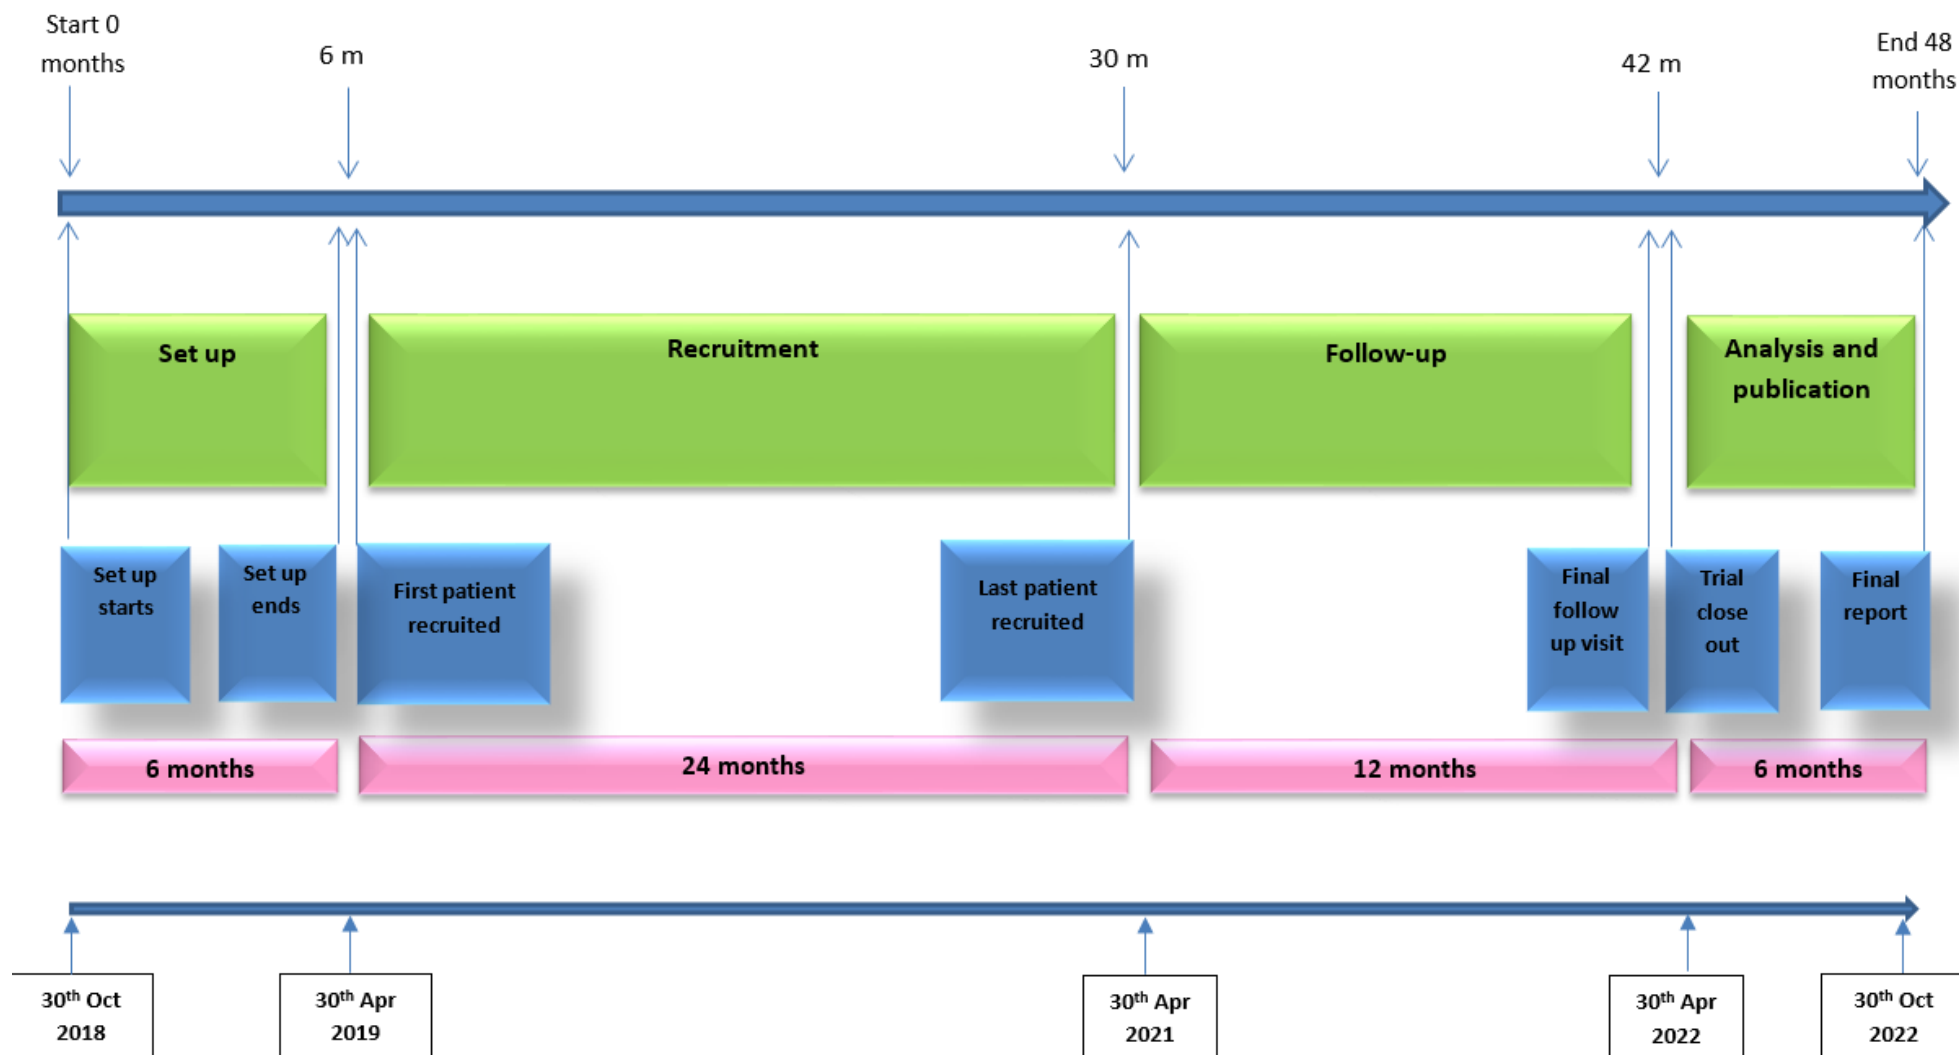 Start 0
months
6 m
30 m
42 m
End 48
months
Set up
Recruitment
Follow-up
Analysis and
publication
Set up
starts
Set up
ends
First patient
recruited
Last patient
recruited
Final
follow
up visit
Trial
close
out
Final
report
6 months
24 months
12 months
6 months
30th Oct
2018
30th Apr
2019
30th Apr
2021
30th Apr
2022
30th Oct
2022